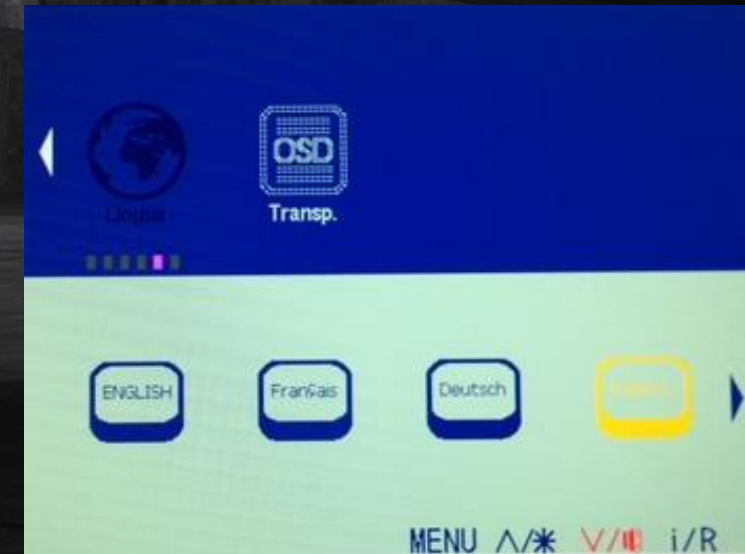 Lingua
OSD
Transp.
ENGLISH
Français
Deutsch
MENU /\/* \/ i/R